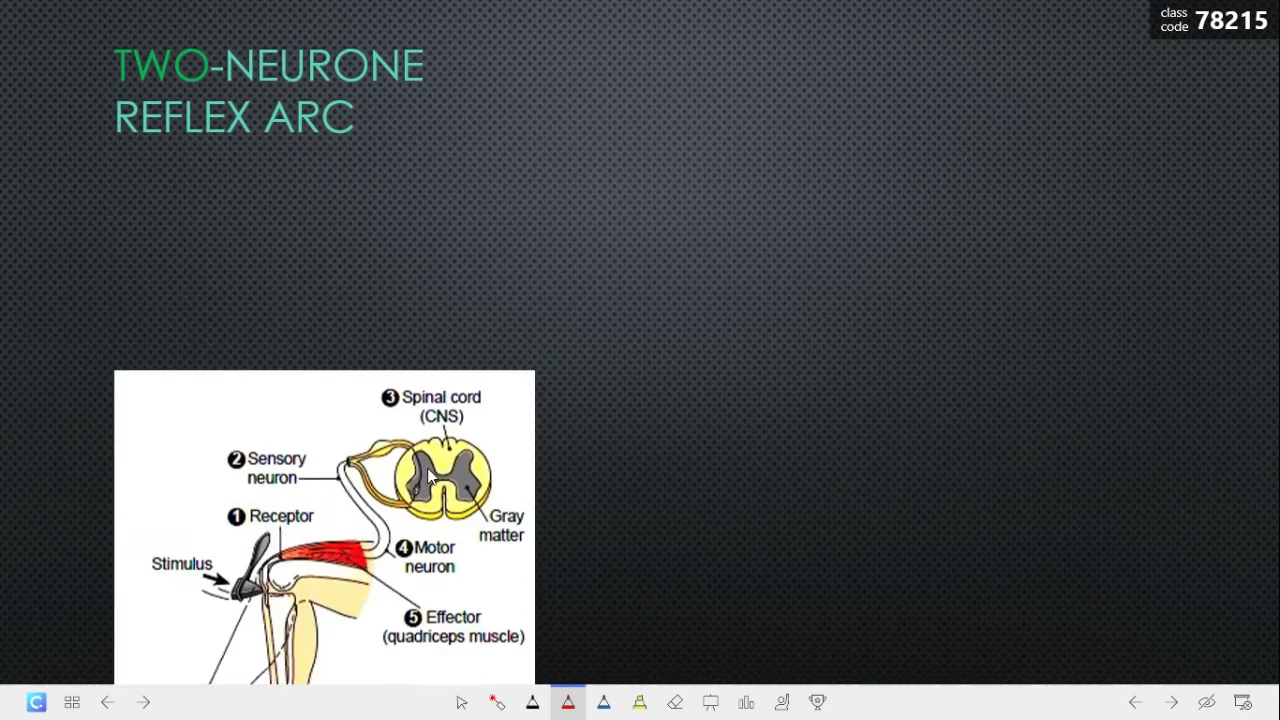 class
code 78215
TWO-NEURONE
REFLEX ARC
3 Spinal cord
(CNS)
2 Sensory
neuron
1 Receptor
Gray
matter
Stimulus
4 Motor
neuron
5 Effector
(quadriceps muscle)
C